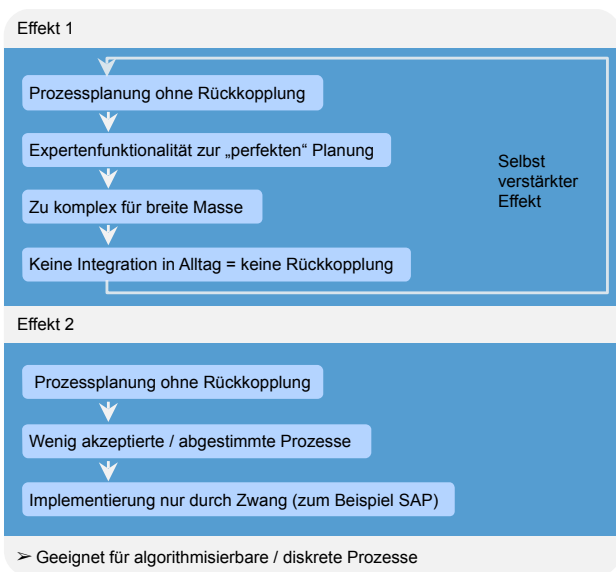 Effekt 1
Prozessplanung ohne Rückkopplung
Expertenfunktionalität zur „perfekten“ Planung
Zu komplex für breite Masse
Keine Integration in Alltag = keine Rückkopplung
Selbst
verstärkter
Effekt
Effekt 2
Prozessplanung ohne Rückkopplung
Wenig akzeptierte / abgestimmte Prozesse
Implementierung nur durch Zwang (zum Beispiel SAP)
➢ Geeignet für algorithmisierbare / diskrete Prozesse